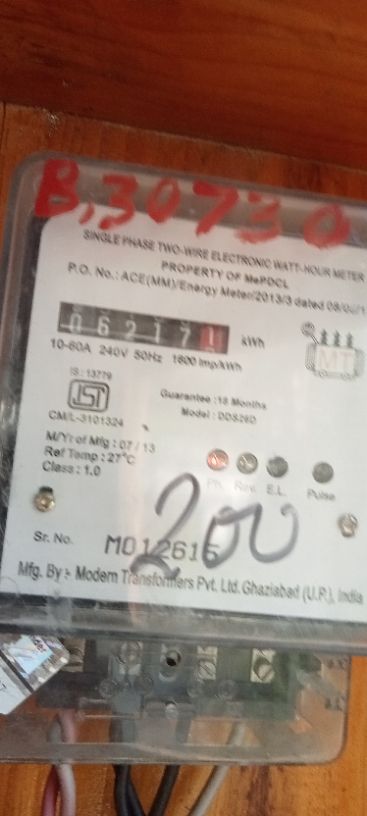 B,30730
SINGLE PHASE TWO-WIRE ELECTRONIC WATT-HOUR METER
PROPERTY OF MePDCL
P.O. No.: ACE(MM)/Energy Meter/2013/3 dated
062171 kWh
10-60A 240V 50Hz 1600 Imp/kWh
MT
IS : 13779
ISI
CM/L-3101324
Guarantee :18 Months
Model : DDS26D
M/Yr of Mfg : 07 / 13
Ref Temp : 27°C
Class : 1.0
Ph. Rev. E.L. Pulse
200
Sr. No. M012615
Mfg. By :- Modern Transformers Pvt. Ltd. Ghaziabad (U.P.), India